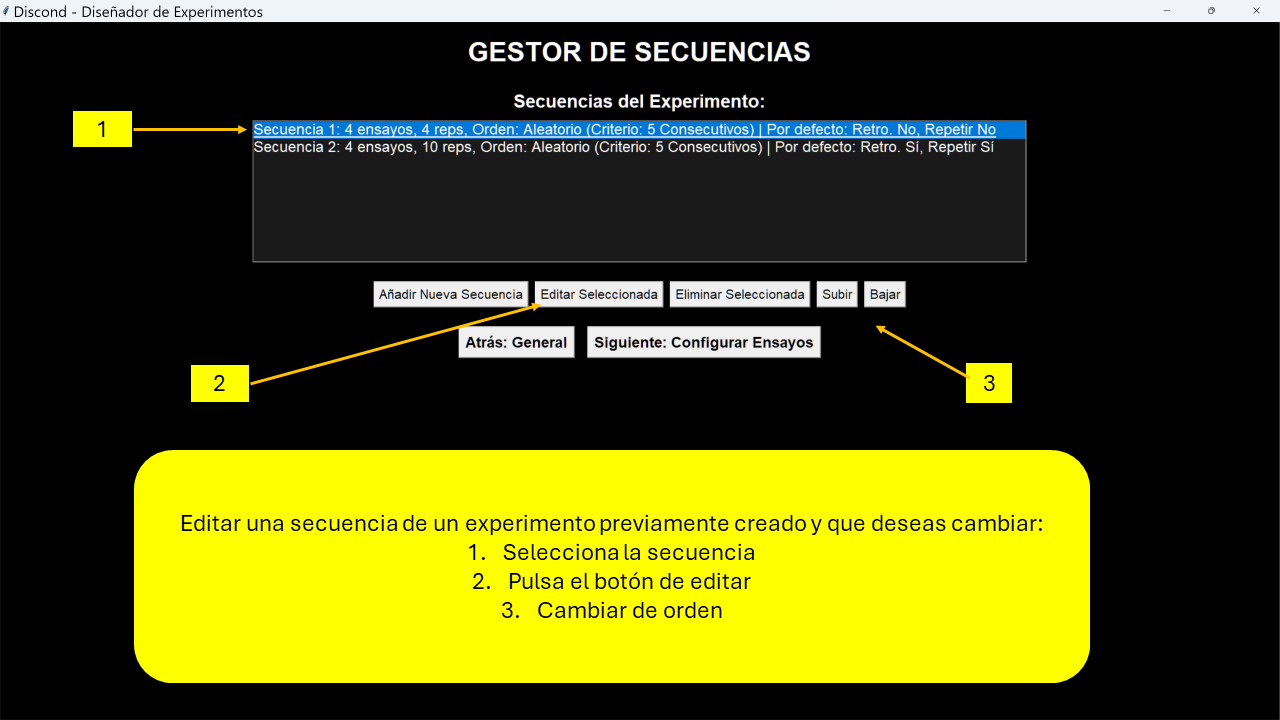 Discond - Diseñador de Experimentos
GESTOR DE SECUENCIAS
Secuencias del Experimento:
1
Secuencia 1: 4 ensayos, 4 reps, Orden: Aleatorio (Criterio: 5 Consecutivos) | Por defecto: Retro. No, Repetir No
Secuencia 2: 4 ensayos, 10 reps, Orden: Aleatorio (Criterio: 5 Consecutivos) | Por defecto: Retro. Sí, Repetir Sí
Añadir Nueva Secuencia Editar Seleccionada Eliminar Seleccionada Subir Bajar
Atrás: General Siguiente: Configurar Ensayos
2 3
Editar una secuencia de un experimento previamente creado y que deseas cambiar:
1. Selecciona la secuencia
2. Pulsa el botón de editar
3. Cambiar de orden